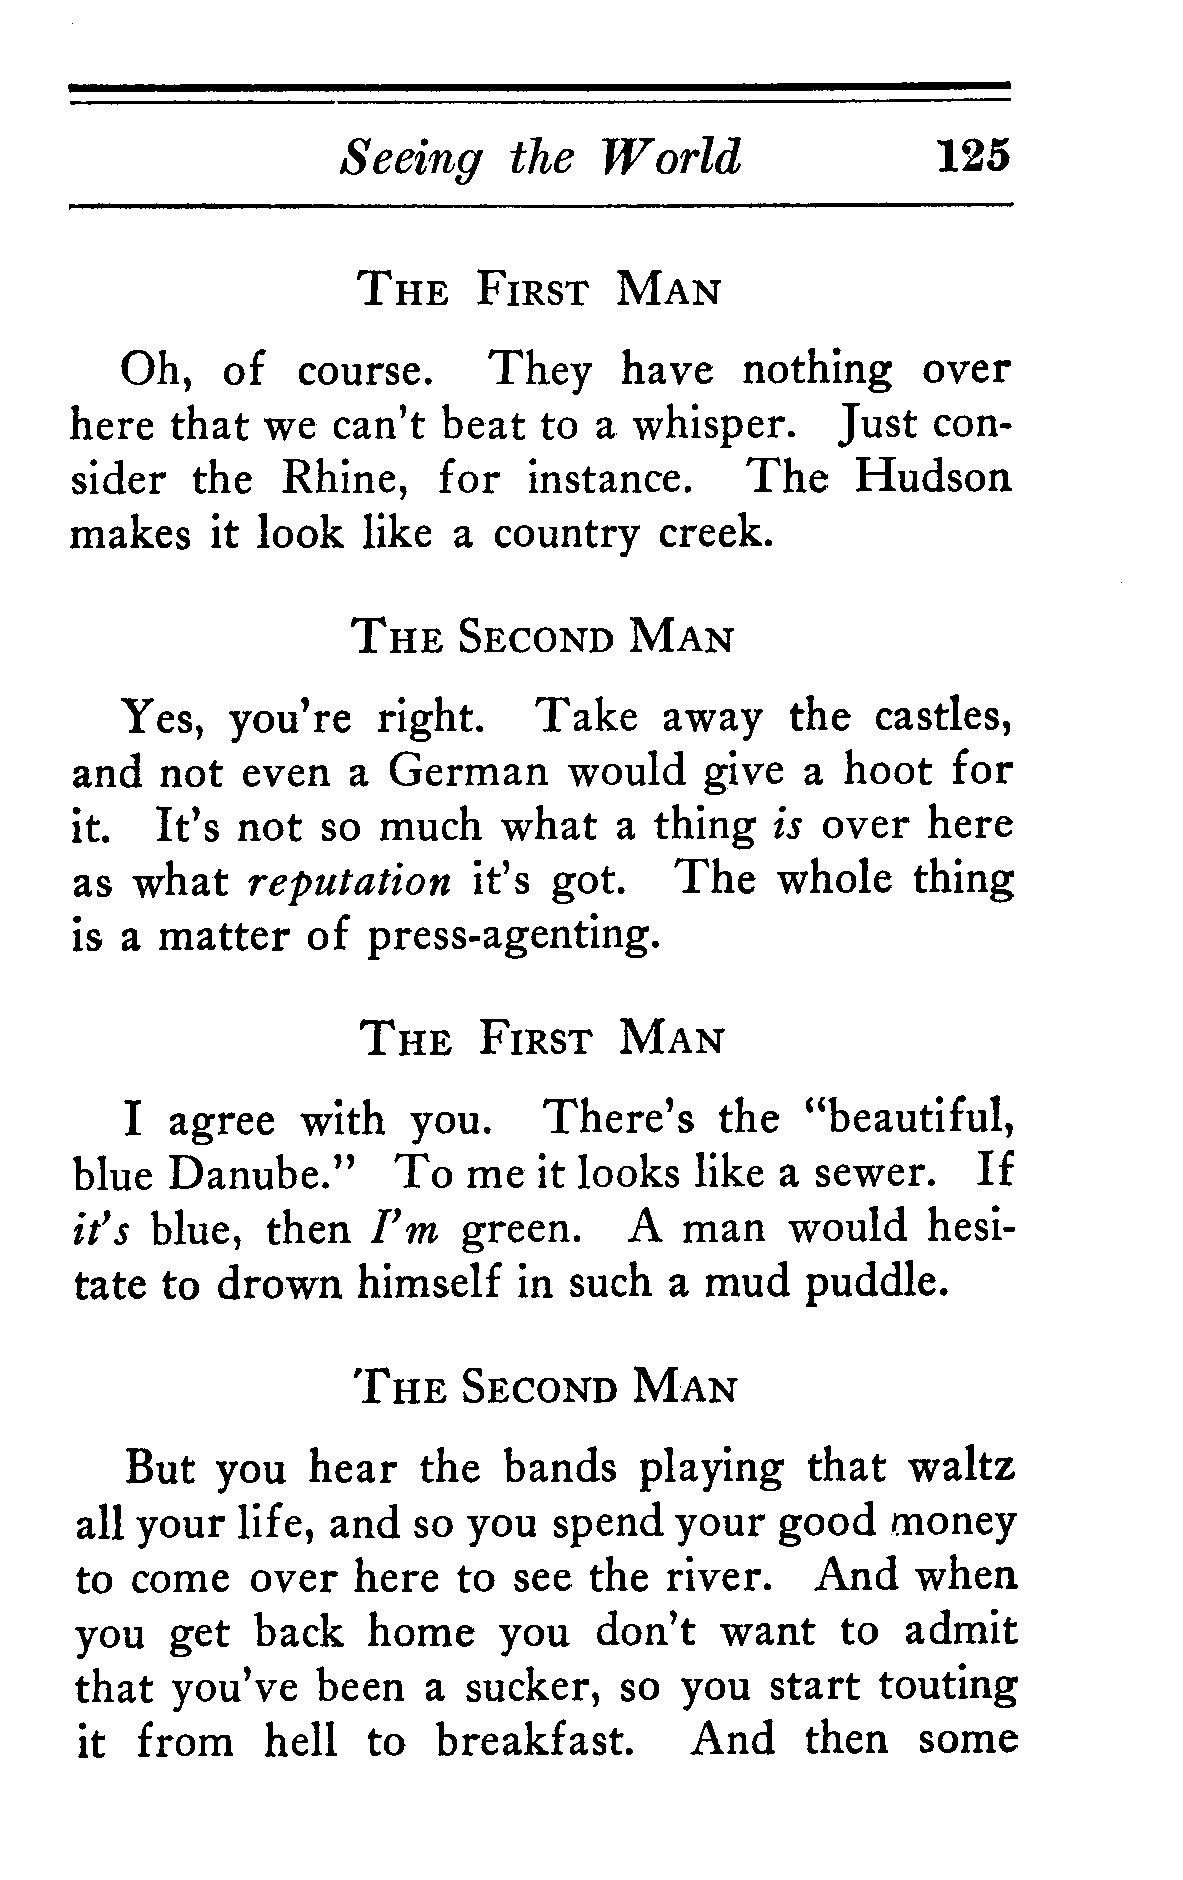 Seeing the World 125
THE FIRST MAN
Oh, of course. They have nothing over
here that we can't beat to a whisper. Just con-
sider the Rhine, for instance. The Hudson
makes it look like a country creek.
THE SECOND MAN
Yes, you're right. Take away the castles,
and not even a German would give a hoot for
it. It's not so much what a thing is over here
as what reputation it's got. The whole thing
is a matter of press-agenting.
THE FIRST MAN
I agree with you. There's the "beautiful,
blue Danube." To me it looks like a sewer. If
it's blue, then I'm green. A man would hesi-
tate to drown himself in such a mud puddle.
THE SECOND MAN
But you hear the bands playing that waltz
all your life, and so you spend your good money
to come over here to see the river. And when
you get back home you don't want to admit
that you've been a sucker, so you start touting
it from hell to breakfast. And then some